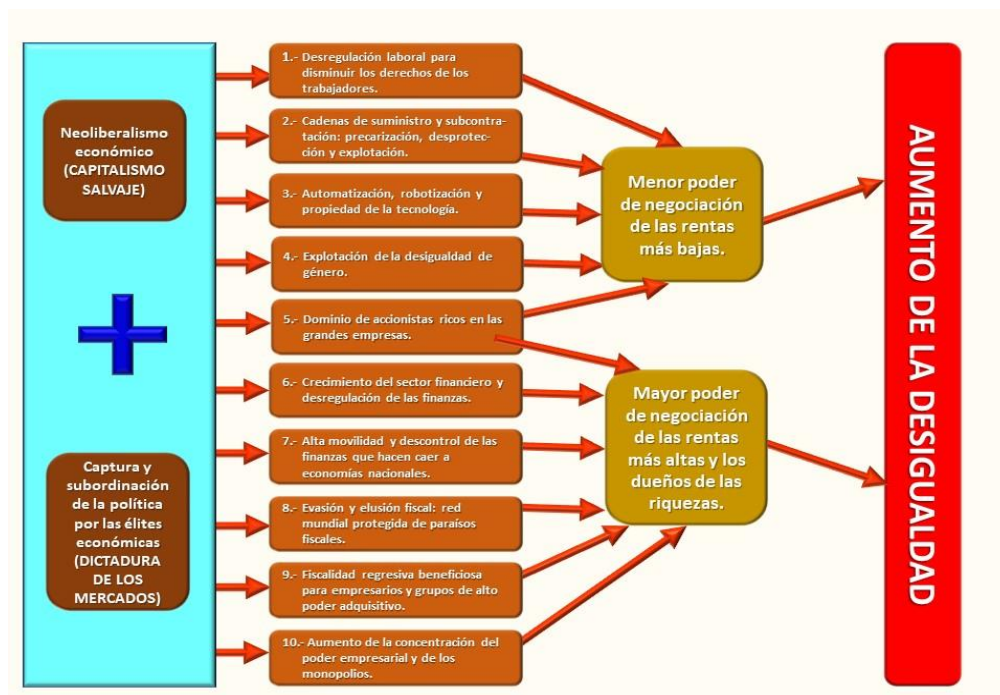 Neoliberalismo
económico
(CAPITALISMO
SALVAJE)
Captura y
subordinación
de la política
por las élites
económicas
(DICTADURA
DE LOS
MERCADOS)
1.- Desregulación laboral para
disminuir los derechos de los
trabajadores.
2.- Cadenas de suministro y subcontra-
tación: precarización, desprotec-
ción y explotación.
3.- Automatización, robotización y
propiedad de la tecnología.
4.- Explotación de la desigualdad de
género.
5.- Dominio de accionistas ricos en las
grandes empresas.
6.- Crecimiento del sector financiero y
desregulación de las finanzas.
7.- Alta movilidad y descontrol de las
finanzas que hacen caer a
economías nacionales.
8.- Evasión y elusión fiscal: red
mundial protegida de paraísos
fiscales.
9.- Fiscalidad regresiva beneficiosa
para empresarios y grupos de alto
poder adquisitivo.
10.- Aumento de la concentración del
poder empresarial y de los
monopolios.
Menor poder
de negociación
de las rentas
más bajas.
Mayor poder
de negociación
de las rentas
más altas y los
dueños de las
riquezas.
AUMENTO DE LA DESIGUALDAD